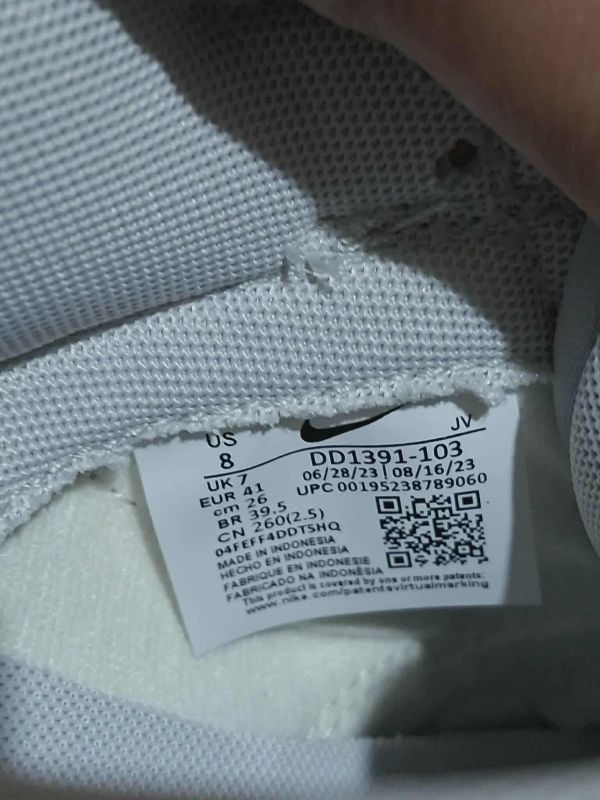 US
8
JV
DD1391-103
UK 7
06/28/23 | 08/16/23
EUR 41
UPC 00195238789060
cm 26
BR 39.5
CN 260(2.5)
04FEFF4DDT5HQ
MADE IN INDONESIA
HECHO EN INDONESIA
FABRIQUE EN INDONESIE
FABRICADO NA INDONÉSIA
This product is covered by one or more patents:
www.nike.com/patentsvirtualmarking